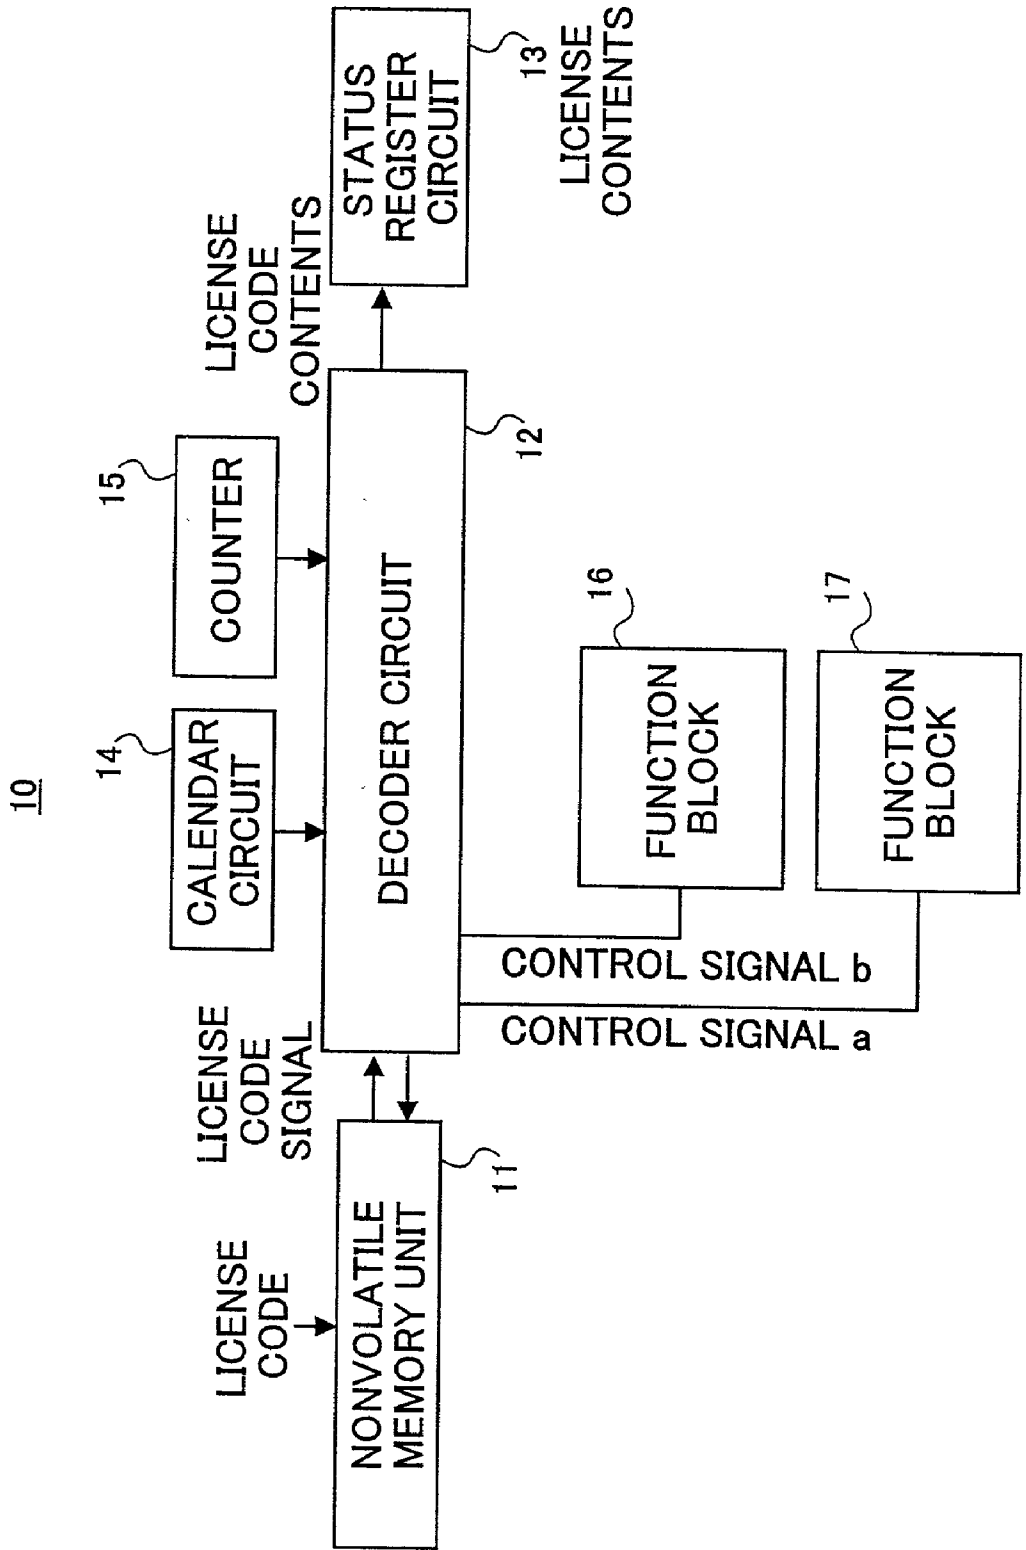 10
LICENSE
CODE
NONVOLATILE
MEMORY UNIT
11
LICENSE
CODE
SIGNAL
14
CALENDAR
CIRCUIT
15
COUNTER
DECODER CIRCUIT
12
LICENSE
CODE
CONTENTS
STATUS
REGISTER
CIRCUIT
13
LICENSE
CONTENTS
CONTROL SIGNAL b
CONTROL SIGNAL a
16
FUNCTION
BLOCK
17
FUNCTION
BLOCK